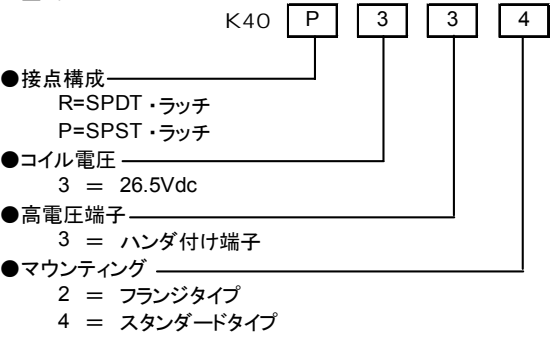 K40 P 3 3 4
●接点構成
R=SPDT・ラッチ
P=SPST・ラッチ
●コイル電圧
3 = 26.5Vdc
●高電圧端子
3 = ハンダ付け端子
●マウンティング
2 = フランジタイプ
4 = スタンダードタイプ